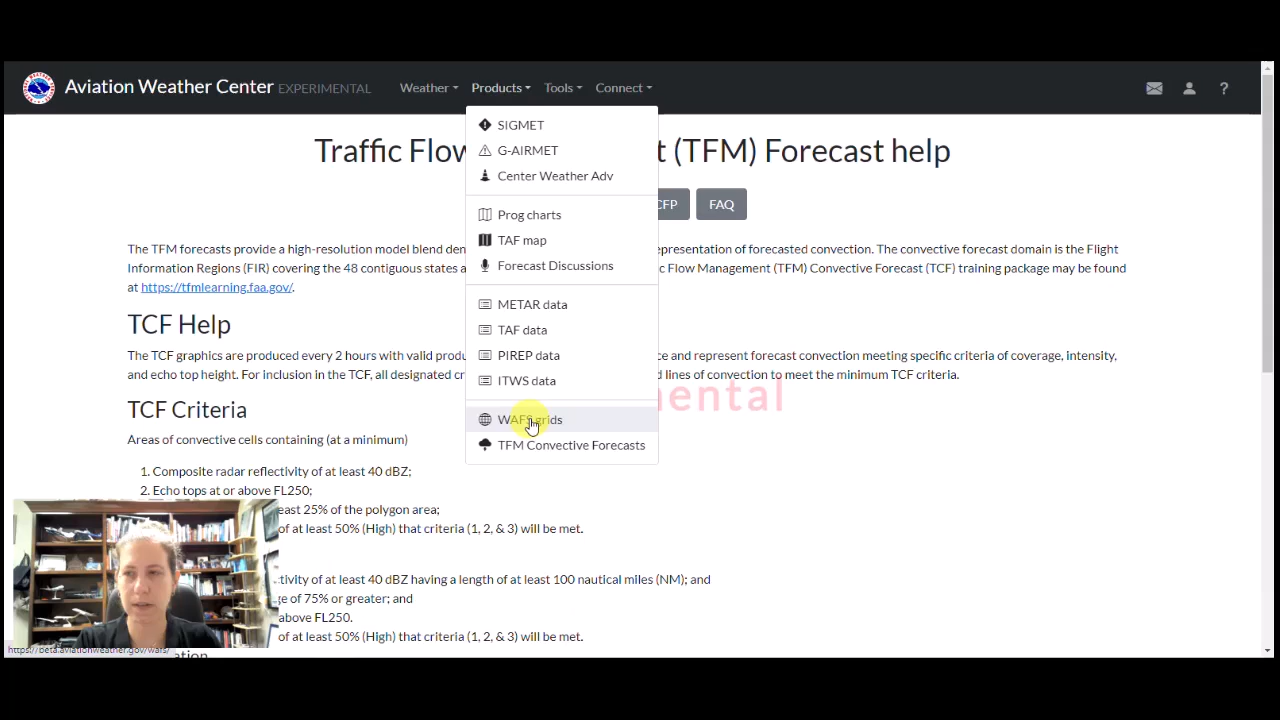 Aviation Weather Center EXPERIMENTAL
Weather
Products
Tools
Connect
?
SIGMET
G-AIRMET
Center Weather Adv
Prog charts
TAF map
Forecast Discussions
METAR data
TAF data
PIREP data
ITWS data
WAFS grids
TFM Convective Forecasts
Traffic Flow t (TFM) Forecast help
CFP
FAQ
The TFM forecasts provide a high-resolution model blend den epresentation of forecasted convection. The convective forecast domain is the Flight
Information Regions (FIR) covering the 48 contiguous states a ic Flow Management (TFM) Convective Forecast (TCF) training package may be found
at https://tfmlearning.faa.gov/.
TCF Help
The TCF graphics are produced every 2 hours with valid produ ce and represent forecast convection meeting specific criteria of coverage, intensity,
and echo top height. For inclusion in the TCF, all designated cr d lines of convection to meet the minimum TCF criteria.
mental
TCF Criteria
Areas of convective cells containing (at a minimum)
1. Composite radar reflectivity of at least 40 dBZ;
2. Echo tops at or above FL250;
east 25% of the polygon area;
of at least 50% (High) that criteria (1, 2, & 3) will be met.
tivity of at least 40 dBZ having a length of at least 100 nautical miles (NM); and
ge of 75% or greater; and
above FL250.
of at least 50% (High) that criteria (1, 2, & 3) will be met.
https://beta.aviationweather.gov/wafs/
ation